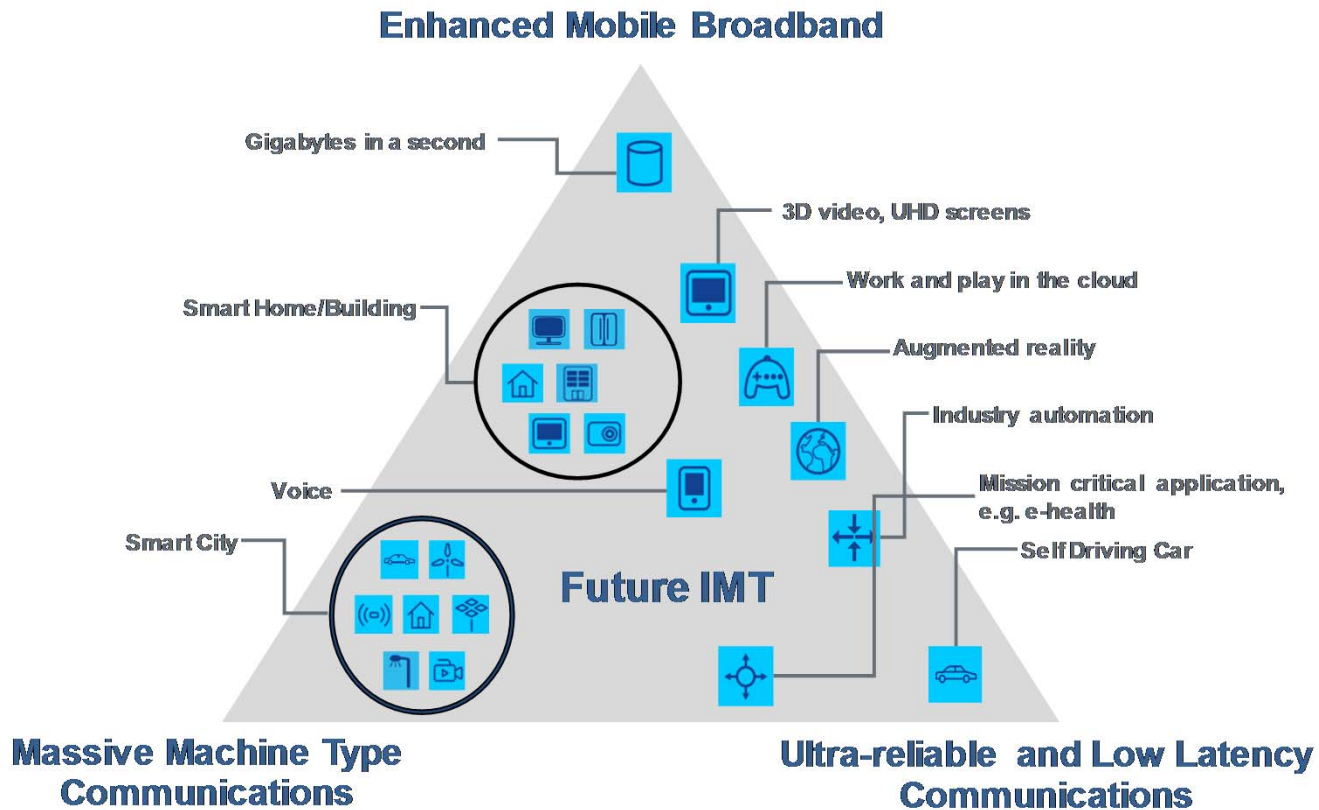 Enhanced Mobile Broadband
Gigabytes in a second
3D video, UHD screens
Work and play in the cloud
Smart Home/Building
Augmented reality
Industry automation
Mission critical application,
e.g. e-health
Voice
Smart City
Self Driving Car
Future IMT
Massive Machine Type
Communications
Ultra-reliable and Low Latency
Communications